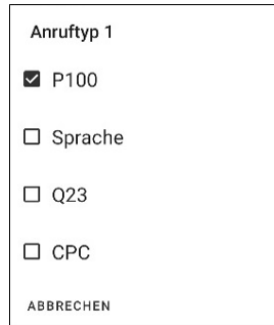 Anruftyp 1
P100
Sprache
Q23
CPC
ABBRECHEN